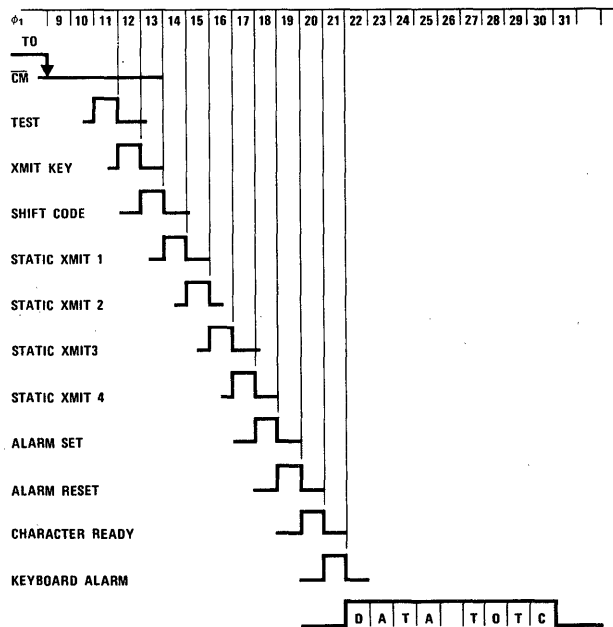 φ1 9 10 11 12 13 14 15 16 17 18 19 20 21 22 23 24 25 26 27 28 29 30 31
TO
CM
TEST
XMIT KEY
SHIFT CODE
STATIC XMIT 1
STATIC XMIT 2
STATIC XMIT3
STATIC XMIT 4
ALARM SET
ALARM RESET
CHARACTER READY
KEYBOARD ALARM
D A T A T O T C